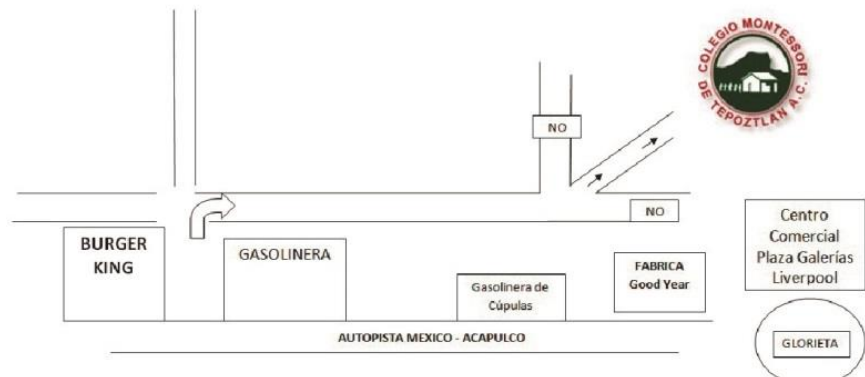 COLEGIO MONTESSORI
DE TEPOZTLAN A.C.
NO
NO
BURGER
KING
GASOLINERA
Gasolinera de
Cúpulas
FABRICA
Good Year
Centro
Comercial
Plaza Galerías
Liverpool
AUTOPISTA MEXICO - ACAPULCO
GLORIETA